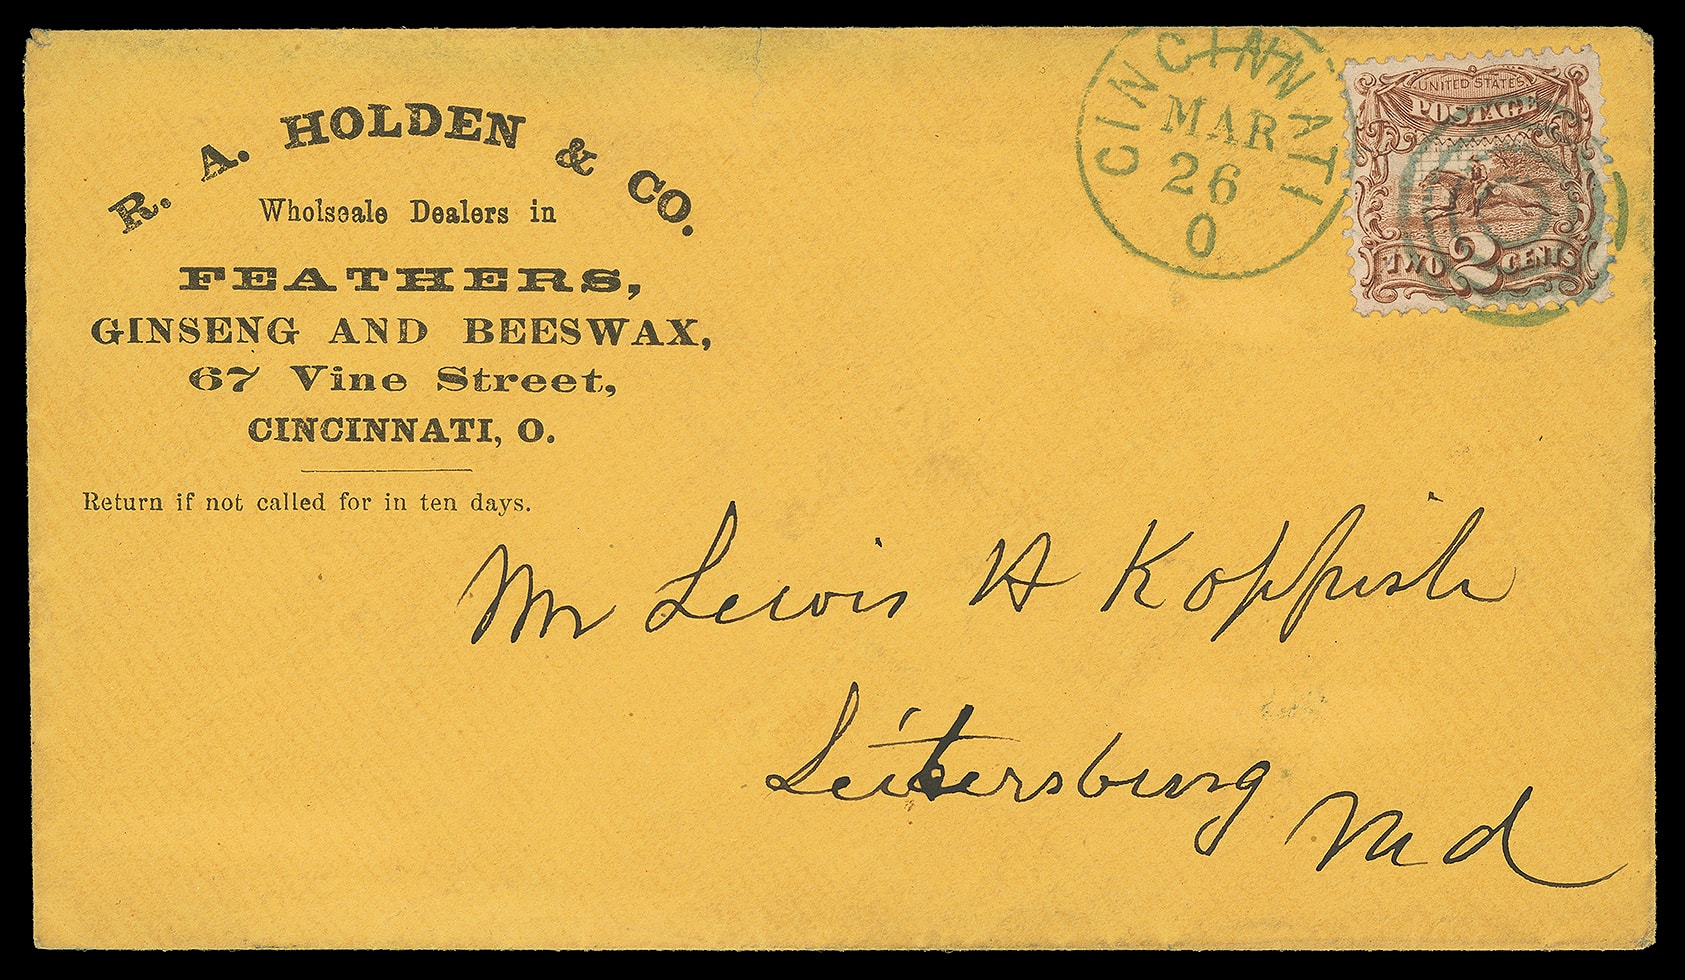 R. A. HOLDEN & CO.
Wholseale Dealers in
FEATHERS,
GINSENG AND BEESWAX,
67 Vine Street,
CINCINNATI, O.
Return if not called for in ten days.
CINCINNATI
MAR
26
O
UNITED STATES
POSTAGE
TWO 2 CENTS
Mr Lewis H Koppish
Leitersburg Md